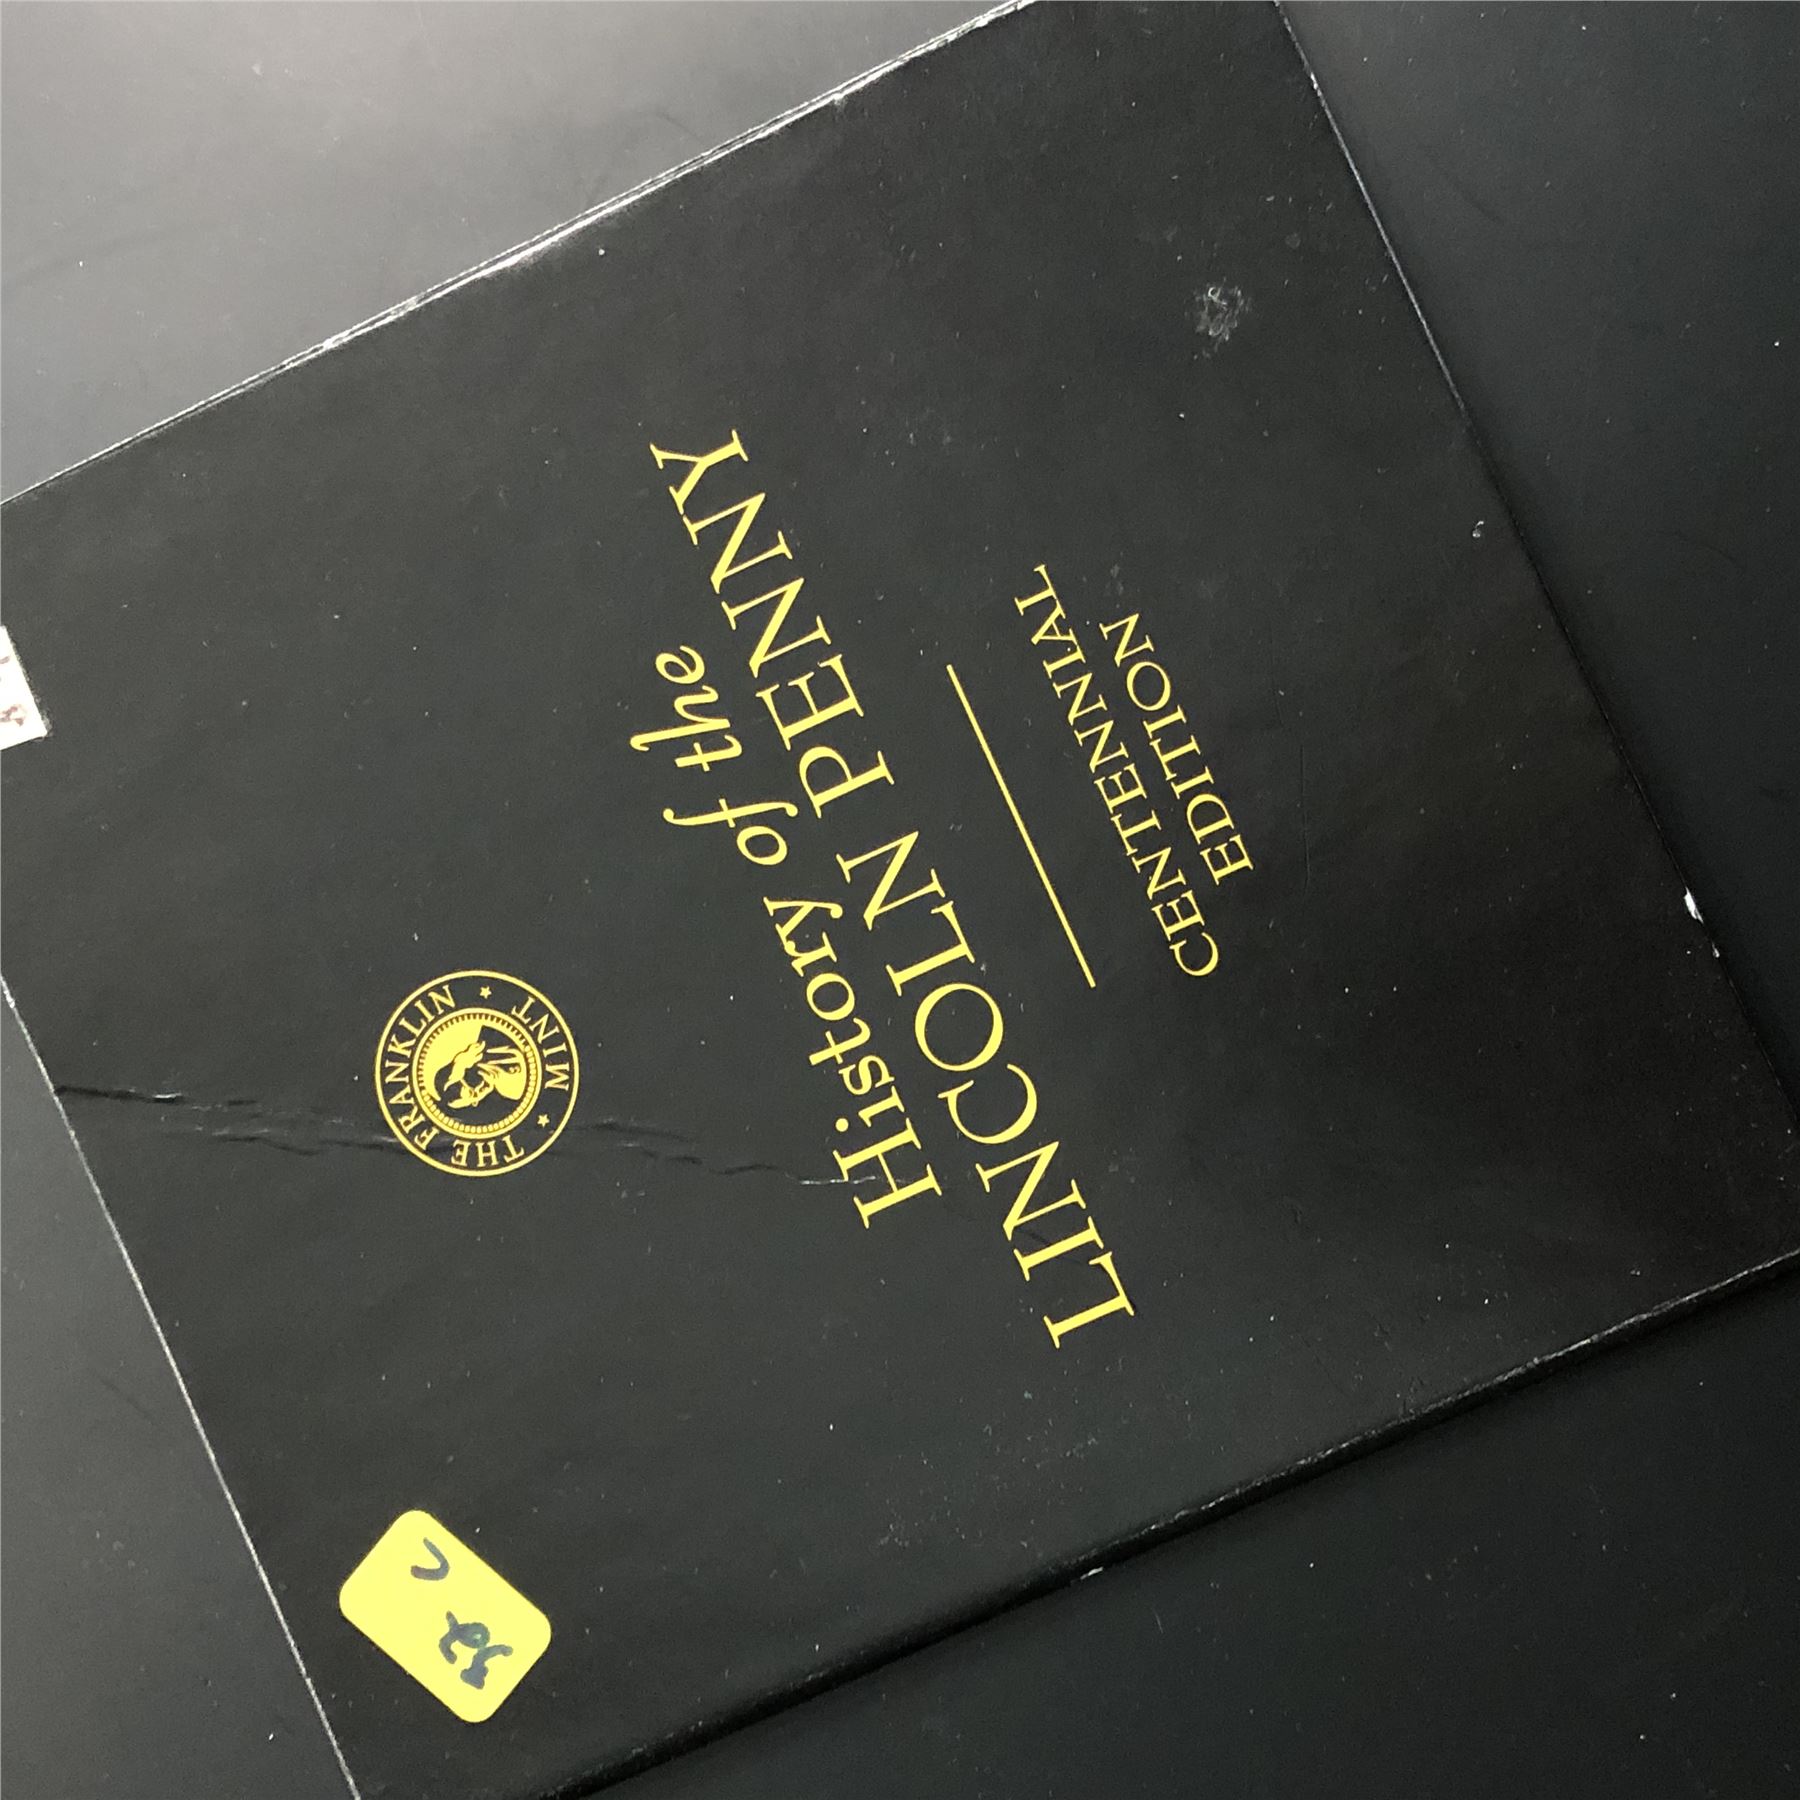 THE FRANKLIN MINT
History of the
LINCOLN PENNY
CENTENNIAL
EDITION